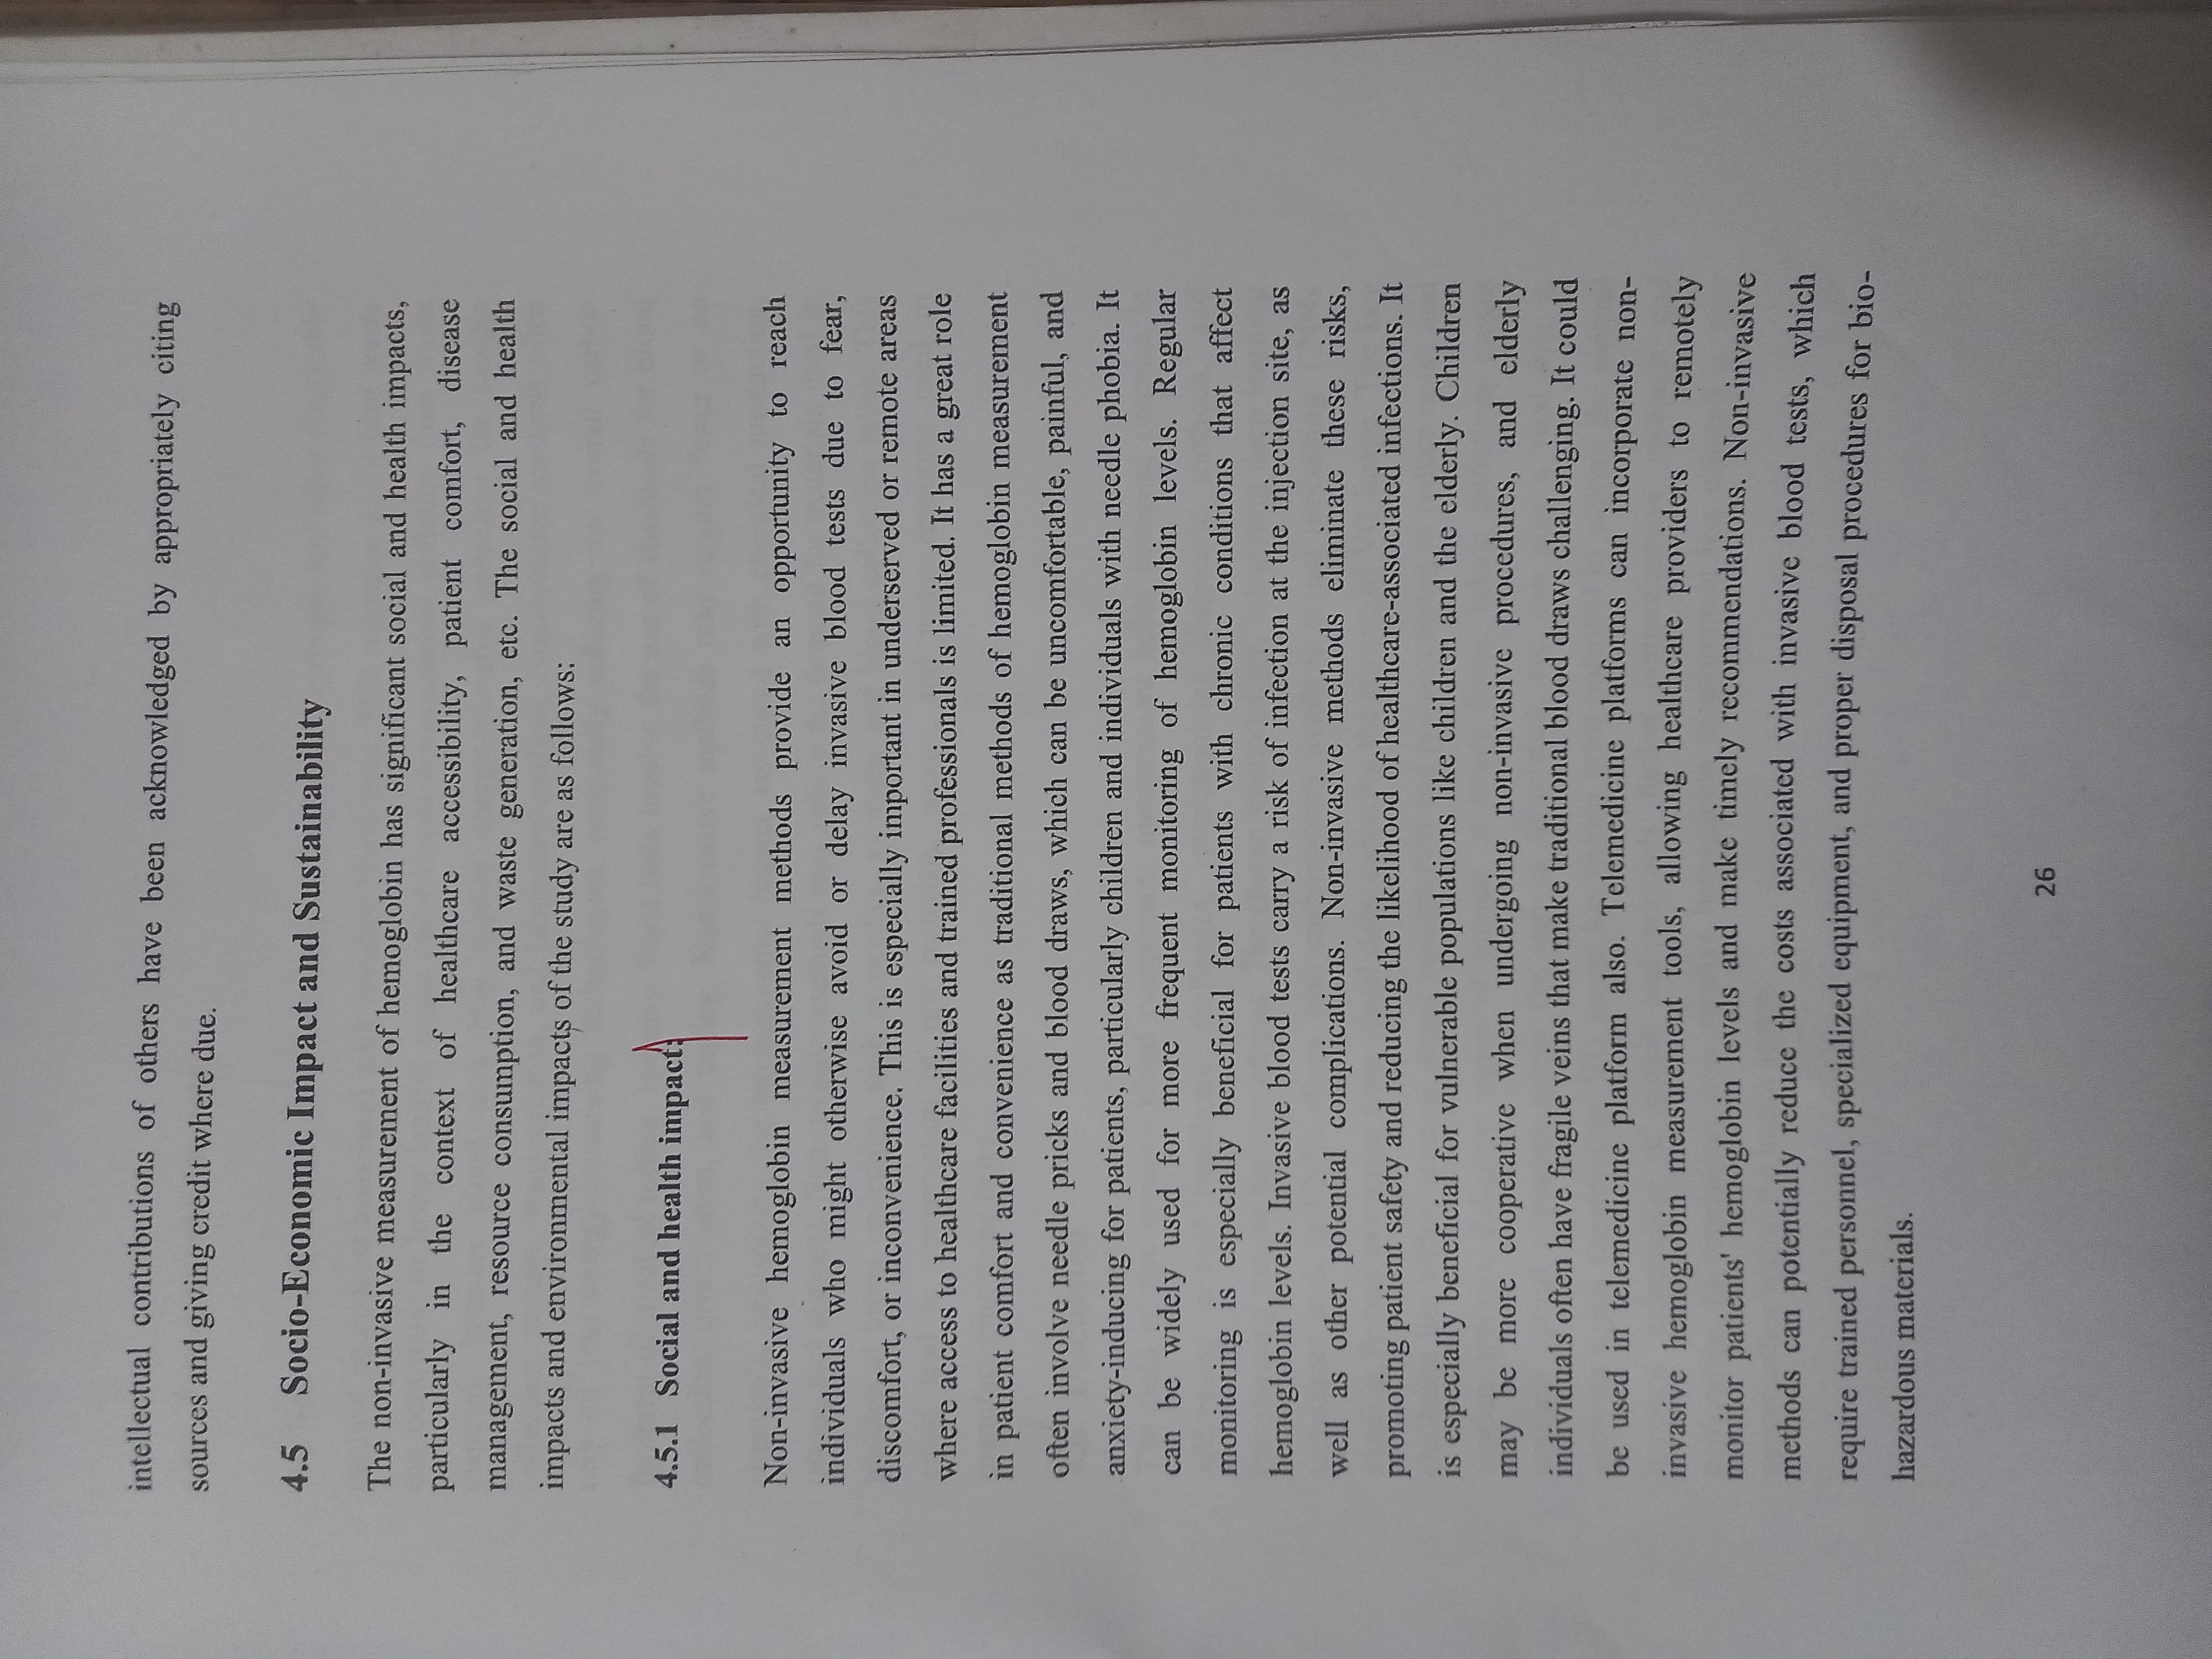 intellectual contributions of others have been acknowledged by appropriately citing
sources and giving credit where due.
4.5 Socio-Economic Impact and Sustainability
The non-invasive measurement of hemoglobin has significant social and health impacts,
particularly in the context of healthcare accessibility, patient comfort, disease
management, resource consumption, and waste generation, etc. The social and health
impacts and environmental impacts of the study are as follows:
4.5.1 Social and health impact:
Non-invasive hemoglobin measurement methods provide an opportunity to reach
individuals who might otherwise avoid or delay invasive blood tests due to fear,
discomfort, or inconvenience. This is especially important in underserved or remote areas
where access to healthcare facilities and trained professionals is limited. It has a great role
in patient comfort and convenience as traditional methods of hemoglobin measurement
often involve needle pricks and blood draws, which can be uncomfortable, painful, and
anxiety-inducing for patients, particularly children and individuals with needle phobia. It
can be widely used for more frequent monitoring of hemoglobin levels. Regular
monitoring is especially beneficial for patients with chronic conditions that affect
hemoglobin levels. Invasive blood tests carry a risk of infection at the injection site, as
well as other potential complications. Non-invasive methods eliminate these risks,
promoting patient safety and reducing the likelihood of healthcare-associated infections. It
is especially beneficial for vulnerable populations like children and the elderly. Children
may be more cooperative when undergoing non-invasive procedures, and elderly
individuals often have fragile veins that make traditional blood draws challenging. It could
be used in telemedicine platform also. Telemedicine platforms can incorporate non-
invasive hemoglobin measurement tools, allowing healthcare providers to remotely
monitor patients' hemoglobin levels and make timely recommendations. Non-invasive
methods can potentially reduce the costs associated with invasive blood tests, which
require trained personnel, specialized equipment, and proper disposal procedures for bio-
hazardous materials.
26